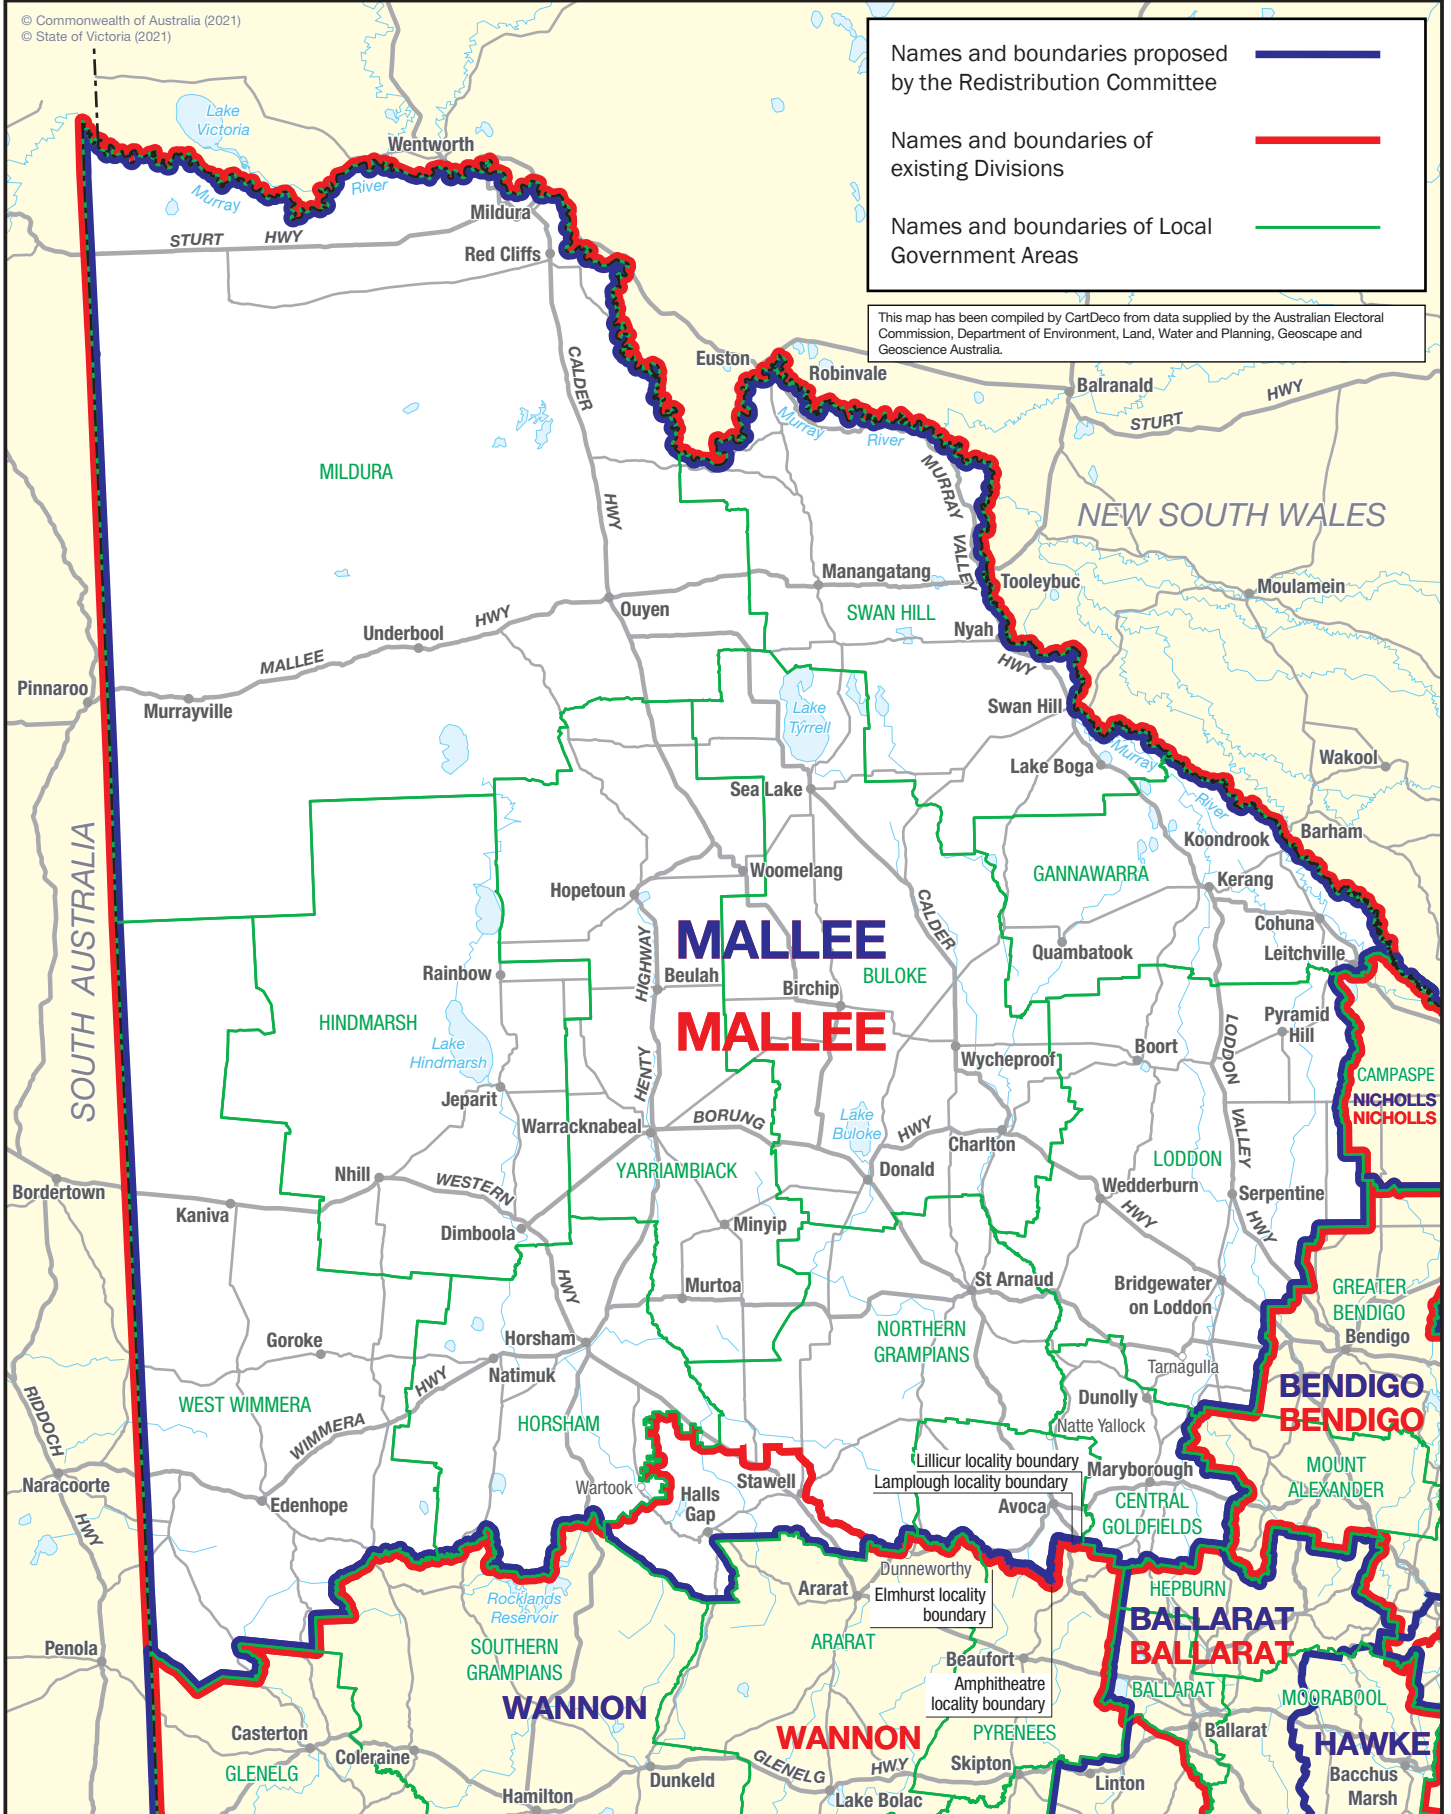 © Commonwealth of Australia (2021)
© State of Victoria (2021)
Names and boundaries proposed
by the Redistribution Committee
Names and boundaries of
existing Divisions
Names and boundaries of Local
Government Areas
This map has been compiled by CartDeco from data supplied by the Australian Electoral
Commission, Department of Environment, Land, Water and Planning, Geoscape and
Geoscience Australia.
Lake
Victoria
Wentworth
Murray
River
Mildura
STURT
HWY
Red Cliffs
CALDER
Euston
Robinvale
Balranald
STURT
HWY
Murray
River
MILDURA
MURRAY
HWY
NEW SOUTH WALES
VALLEY
Manangatang
Tooleybuc
Moulamein
Ouyen
SWAN HILL
HWY
Underbool
Nyah
MALLEE
HWY
Pinnaroo
Murrayville
Lake
Tyrrell
Swan Hill
Murray
Wakool
Lake Boga
Sea Lake
River
SOUTH AUSTRALIA
Koondrook
Barham
Woomelang
GANNAWARRA
Kerang
Hopetoun
CALDER
Cohuna
MALLEE
HIGHWAY
Quambatook
Leitchville
Rainbow
Beulah
BULOKE
Birchip
HINDMARSH
MALLEE
Pyramid
Hill
LODDON
Lake
Hindmarsh
Wycheproof
Boort
CAMPASPE
HENTY
Jeparit
NICHOLLS
NICHOLLS
Warracknabeal
BORUNG
Lake
Buloke
HWY
Charlton
VALLEY
Nhill
YARRIAMBIACK
Donald
LODDON
Bordertown
WESTERN
Wedderburn
Serpentine
Kaniva
Dimboola
Minyip
HWY
HWY
HWY
Murtoa
St Arnaud
Bridgewater
on Loddon
GREATER
BENDIGO
Goroke
Horsham
NORTHERN
GRAMPIANS
Bendigo
Natimuk
Tarnagulla
HWY
BENDIGO
BENDIGO
RIDDOCH
WEST WIMMERA
WIMMERA
HORSHAM
Dunolly
Natte Yallock
Lillicur locality boundary
Lamplough locality boundary
Maryborough
MOUNT
ALEXANDER
Naracoorte
Wartook
Stawell
Halls
Gap
Edenhope
Avoca
CENTRAL
GOLDFIELDS
HWY
Dunneworthy
Rocklands
Reservoir
Ararat
Elmhurst locality
boundary
HEPBURN
BALLARAT
BALLARAT
Penola
SOUTHERN
GRAMPIANS
ARARAT
Beaufort
Amphitheatre
locality boundary
BALLARAT
MOORABOOL
WANNON
WANNON
PYRENEES
Ballarat
HAWKE
Casterton
Coleraine
GLENELG
GLENELG
HWY
Skipton
Bacchus
Marsh
Dunkeld
Linton
Hamilton
Lake Bolac